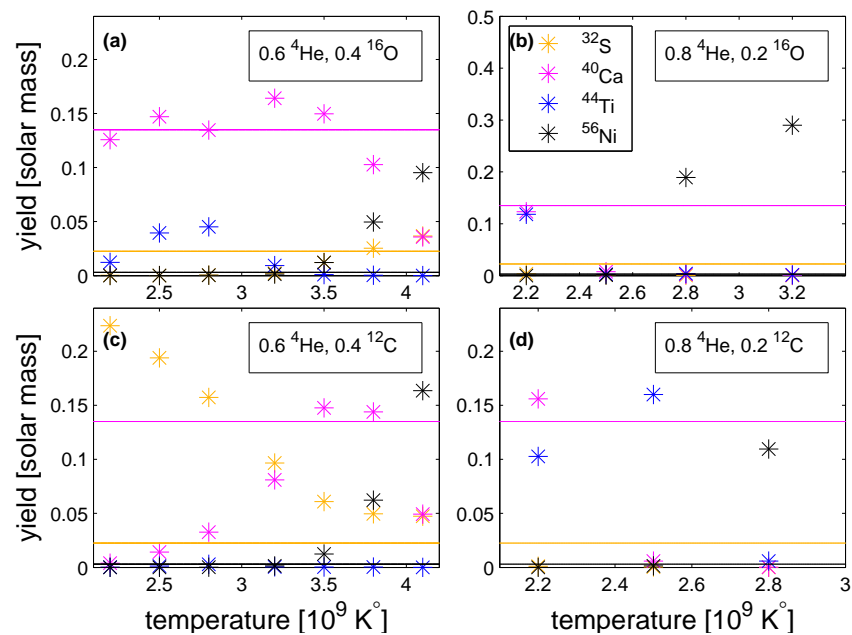 (a)
0.6 ⁴He, 0.4 ¹⁶O
0.2
0.15
0.1
0.05
0
2.5
3
3.5
4
yield [solar mass]
(b)
³²S
⁴⁰Ca
⁴⁴Ti
⁵⁶Ni
0.8 ⁴He, 0.2 ¹⁶O
0.5
0.4
0.3
0.2
0.1
0
2.2
2.4
2.6
2.8
3
3.2
(c)
0.6 ⁴He, 0.4 ¹²C
0.2
0.15
0.1
0.05
0
2.5
3
3.5
4
yield [solar mass]
temperature [10⁹ K°]
(d)
0.8 ⁴He, 0.2 ¹²C
0.2
0.15
0.1
0.05
0
2.2
2.4
2.6
2.8
3
temperature [10⁹ K°]